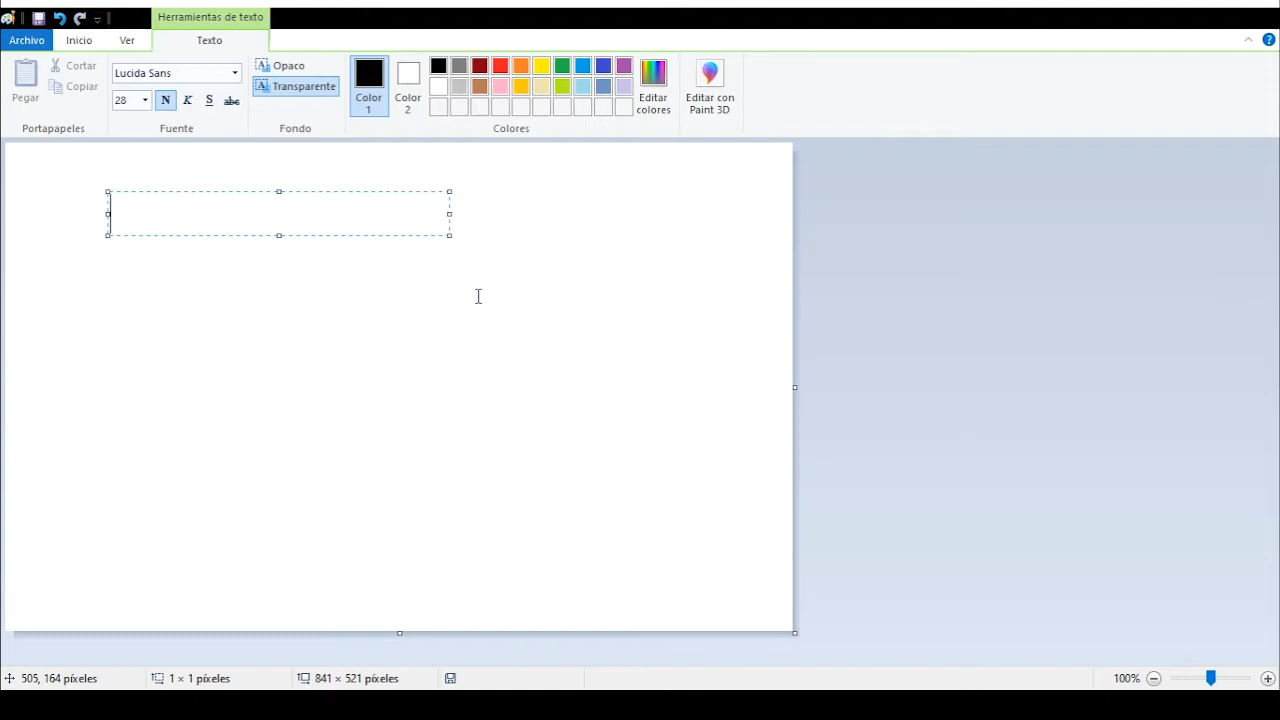 Herramientas de texto
Archivo Inicio Ver Texto
Pegar
Cortar
Copiar
Portapapeles
Lucida Sans
28 N K S abc
Fuente
Opaco
Transparente
Fondo
Color 1
Color 2
Editar colores
Colores
Editar con Paint 3D
505, 164 píxeles 1 × 1 píxeles 841 × 521 píxeles 100%